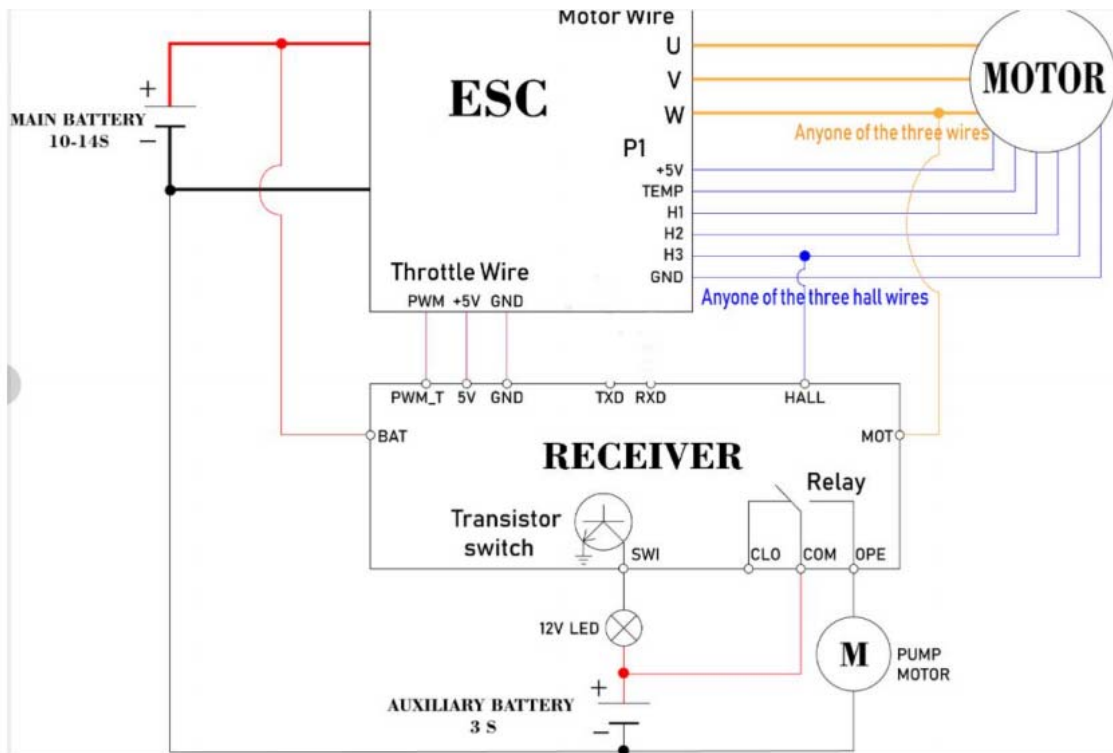 Motor Wire
U
V
W
ESC
MOTOR
+
MAIN BATTERY
10-14S
−
Anyone of the three wires
P1
+5V
TEMP
H1
H2
H3
GND
Anyone of the three hall wires
Throttle Wire
PWM +5V GND
PWM_T 5V GND TXD RXD HALL
BAT
MOT
RECEIVER
Relay
Transistor
switch
SWI
CLO COM OPE
12V LED
M
PUMP
MOTOR
+
AUXILIARY BATTERY
3 S
−